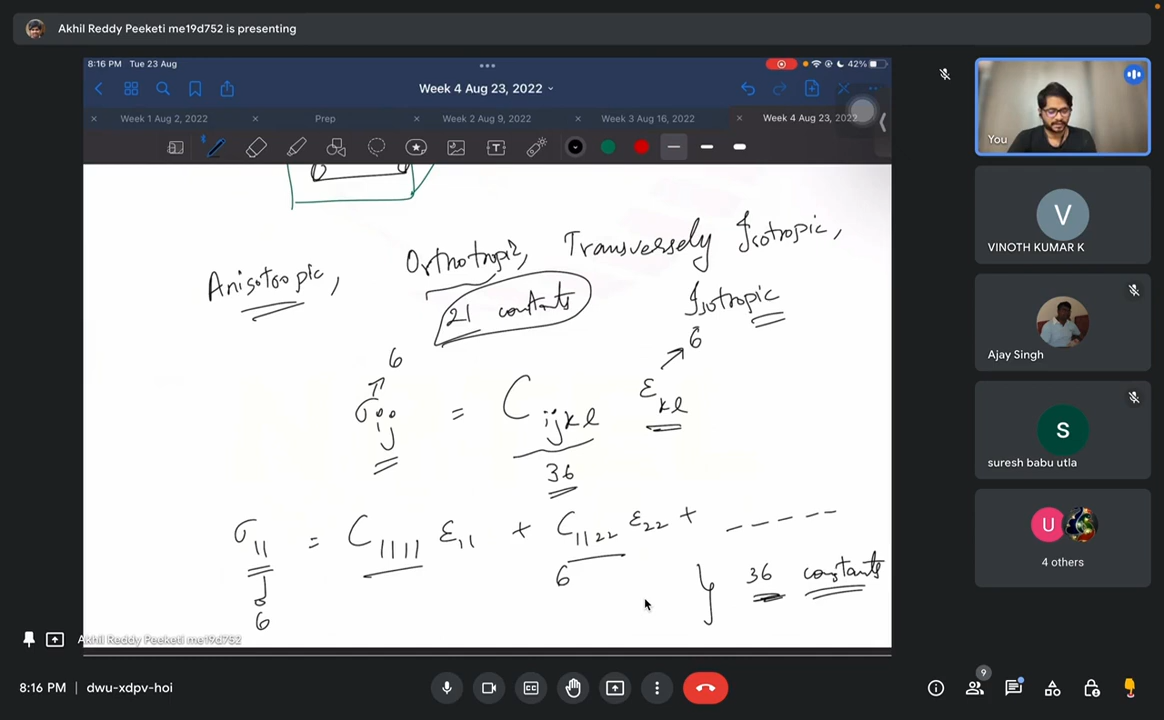 Akhil Reddy Peeketi me19d752 is presenting
8:16 PM Tue 23 Aug
42%
Week 4 Aug 23, 2022
Week 1 Aug 2, 2022
Prep
Week 2 Aug 9, 2022
Week 3 Aug 16, 2022
Week 4 Aug 23, 2022
Anisotropic, Orthotropic, Transversely Isotropic,
21 constants
Isotropic
6
6
σij = Cijkl εkl
36
σ11 = C1111 ε11 + C1122 ε22 + -----
6
6
} 36 constants
Akhil Reddy Peeketi me19d752
You
V
VINOTH KUMAR K
Ajay Singh
S
suresh babu utla
U
4 others
8:16 PM | dwu-xdpv-hoi
CC
9